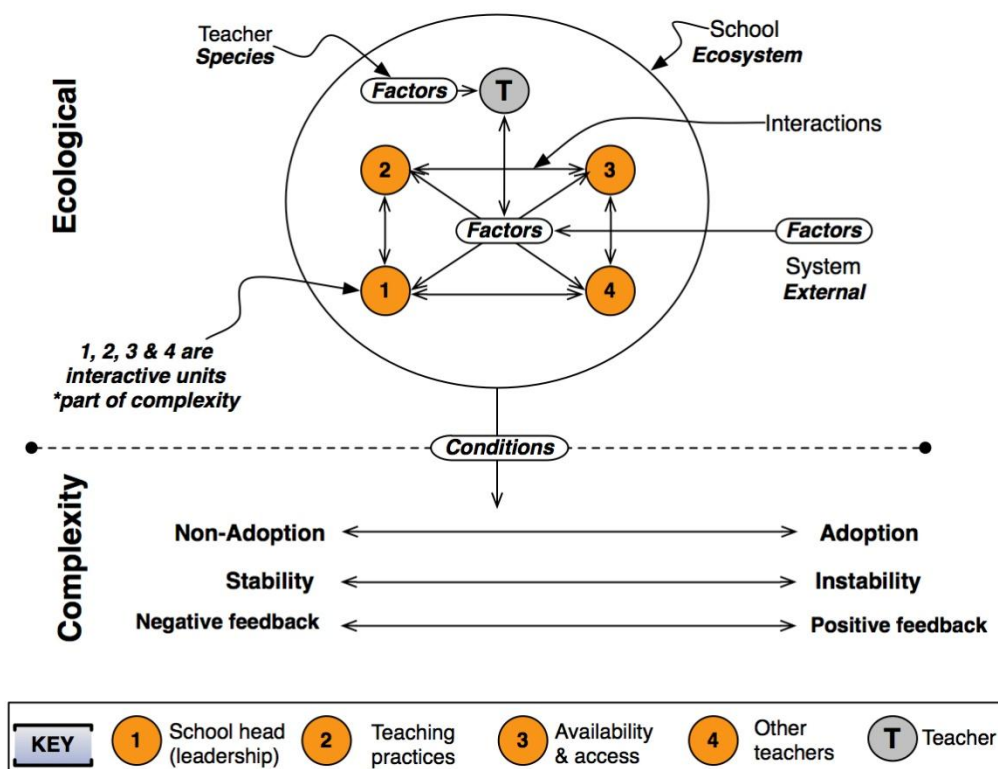 Ecological
Teacher
Species
School
Ecosystem
Factors
T
Interactions
2
3
Factors
Factors
System
External
1
4
1, 2, 3 & 4 are
interactive units
*part of complexity
Conditions
Complexity
Non-Adoption
Adoption
Stability
Instability
Negative feedback
Positive feedback
KEY
1
School head
(leadership)
2
Teaching
practices
3
Availability
& access
4
Other
teachers
T
Teacher